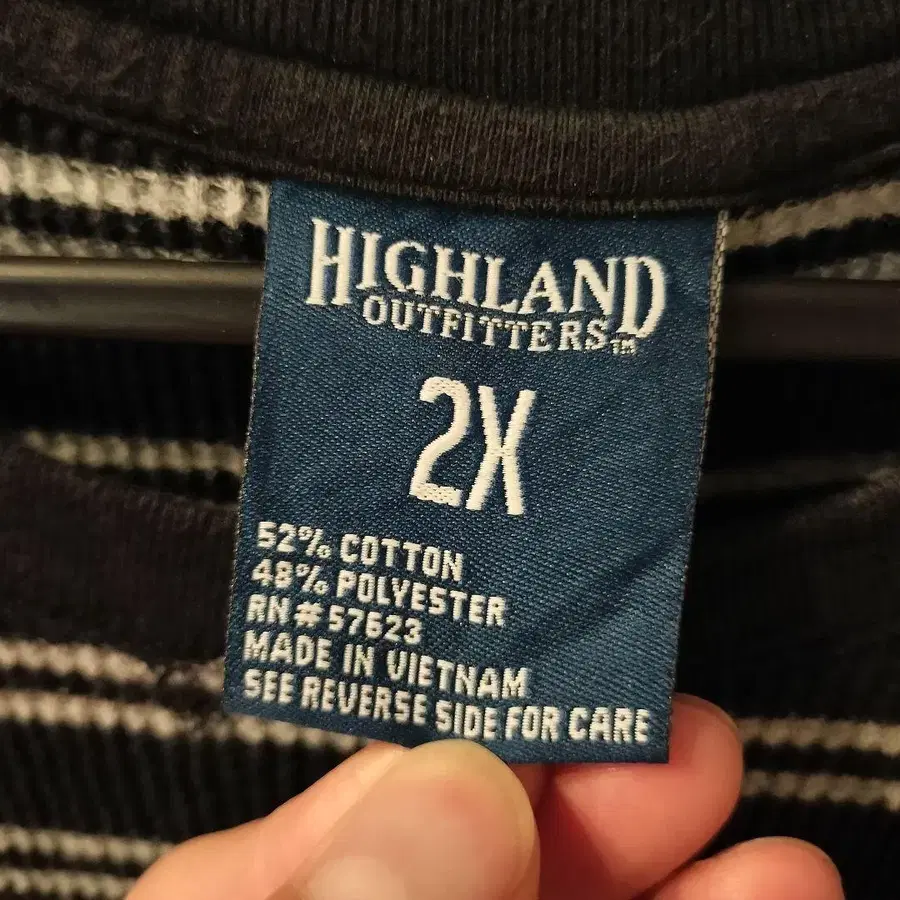 HIGHLAND
OUTFITTERS™
2X
52% COTTON
48% POLYESTER
RN # 57623
MADE IN VIETNAM
SEE REVERSE SIDE FOR CARE